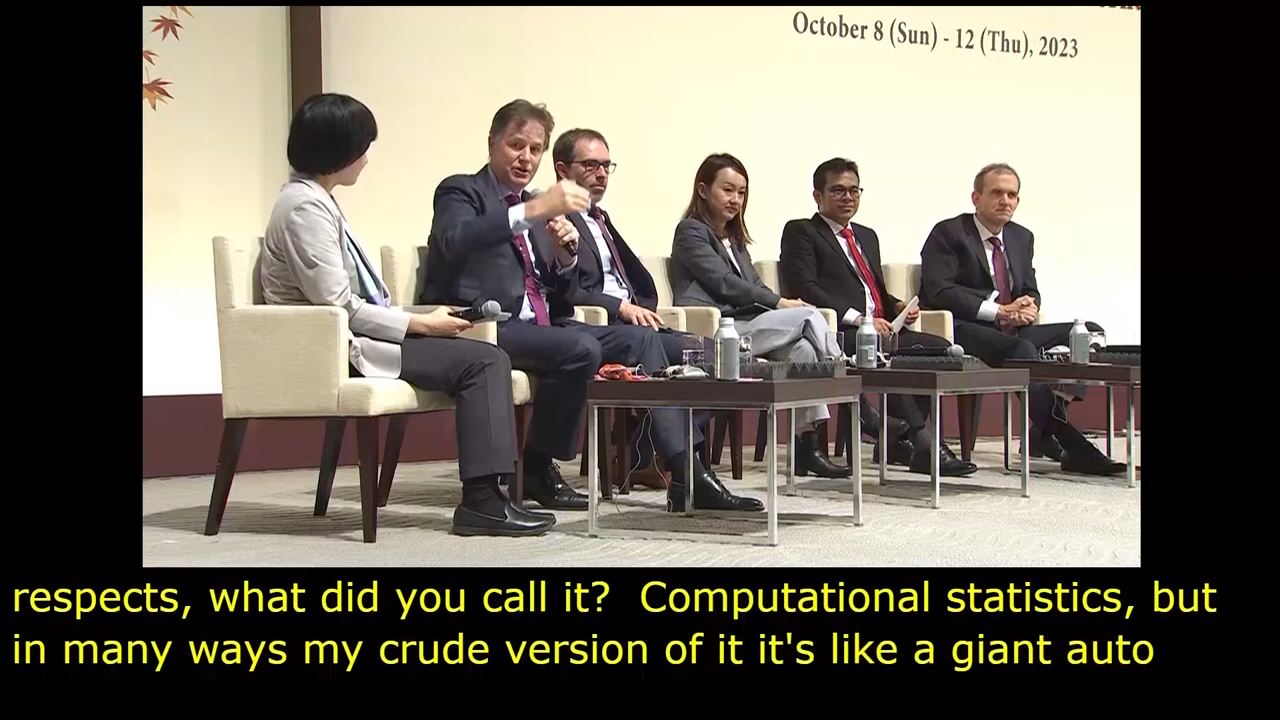 October 8 (Sun) - 12 (Thu), 2023
respects, what did you call it?  Computational statistics, but
in many ways my crude version of it it's like a giant auto